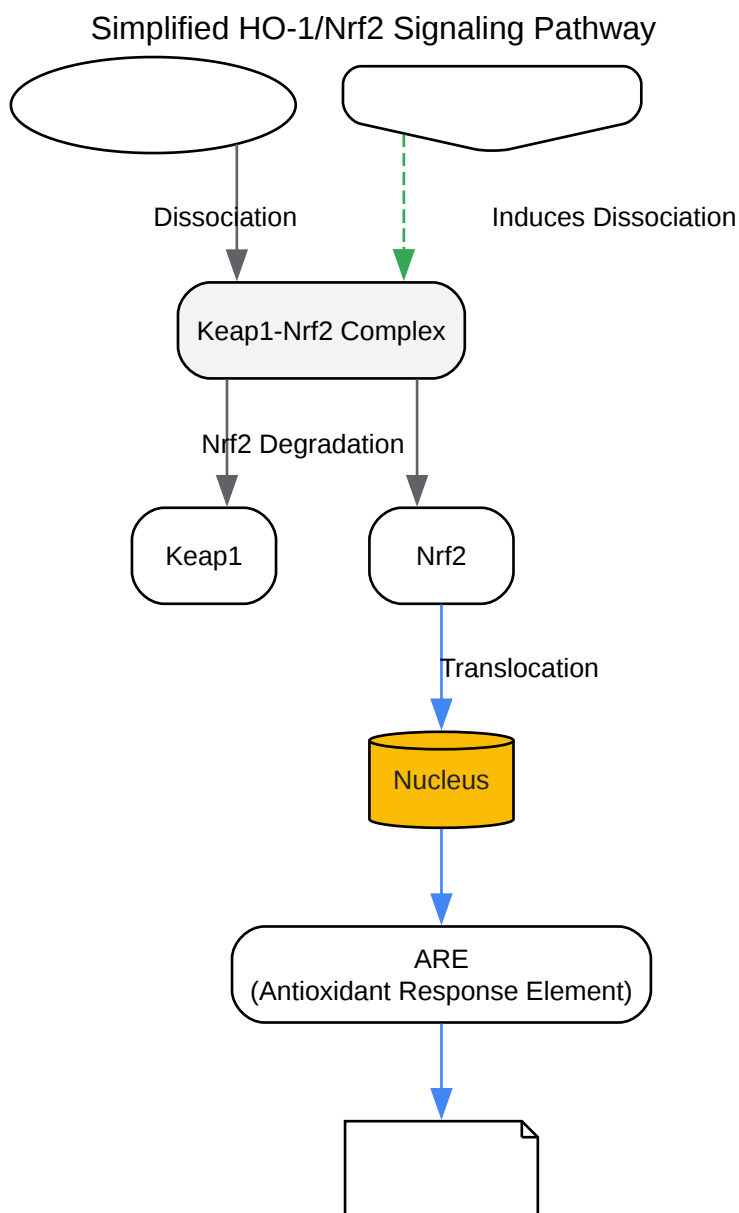 Simplified HO-1/Nrf2 Signaling Pathway
Dissociation
Induces Dissociation
Keap1-Nrf2 Complex
Nrf2 Degradation
Keap1
Nrf2
Translocation
Nucleus
ARE
(Antioxidant Response Element)